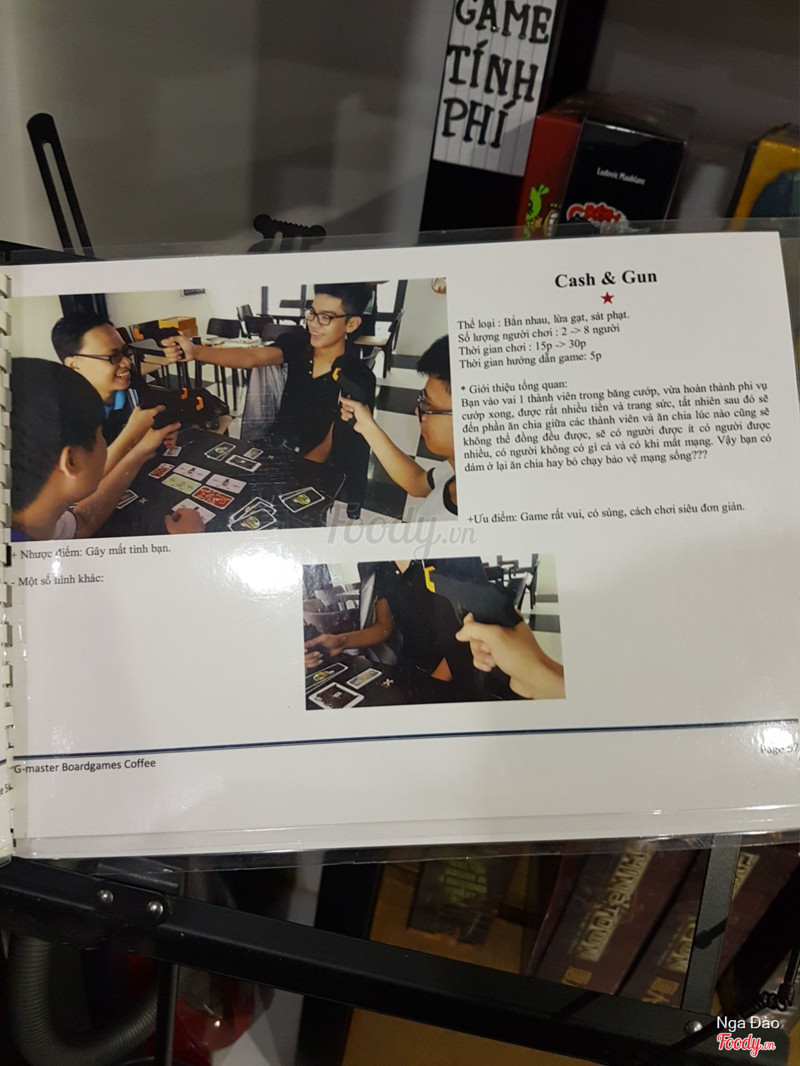 GAME
TÍNH
PHÍ
Ludovic Maublanc
Cash & Gun
Thể loại : Bắn nhau, lừa gạt, sát phạt.
Số lượng người chơi : 2 -> 8 người
Thời gian chơi : 15p -> 30p
Thời gian hướng dẫn game: 5p
* Giới thiệu tổng quan:
Bạn vào vai 1 thành viên trong băng cướp, vừa hoàn thành phi vụ
cướp xong, được rất nhiều tiền và trang sức, tất nhiên sau đó sẽ
đến phần ăn chia giữa các thành viên và ăn chia lúc nào cũng sẽ
không thể đồng đều được, sẽ có người được ít có người được
nhiều, có người không có gì cả và có khi mất mạng. Vậy bạn có
dám ở lại ăn chia hay bỏ chạy bảo vệ mạng sống???
+Ưu điểm: Game rất vui, có súng, cách chơi siêu đơn giản.
Foody.vn
+ Nhược điểm: Gây mất tình bạn.
- Một số hình khác:
G-master Boardgames Coffee
Page 57
Nga Đào
Foody.vn